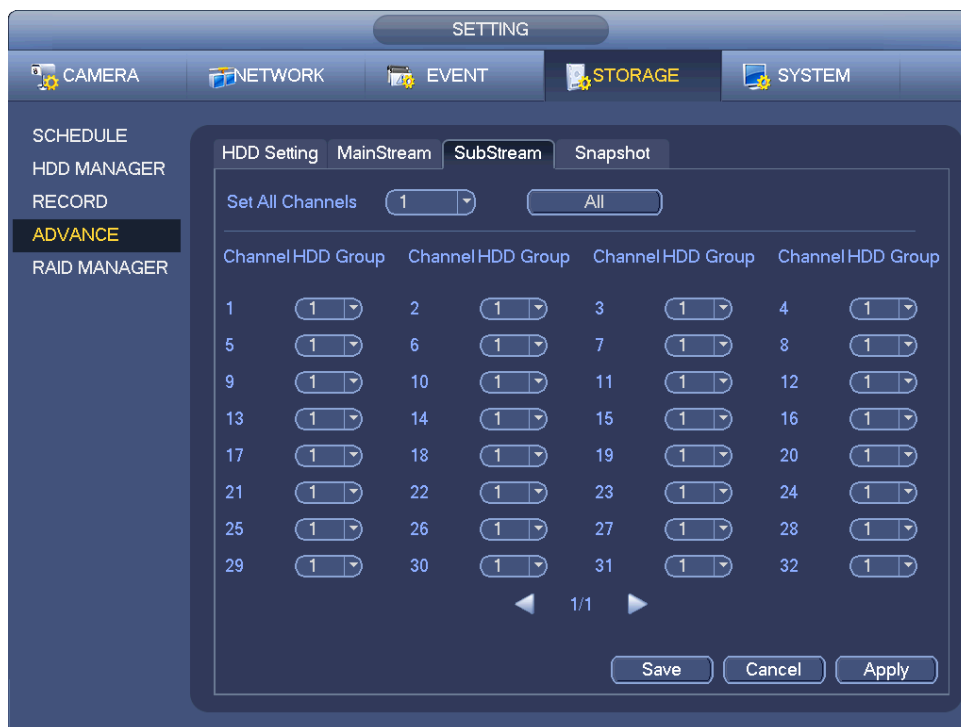 SETTING
CAMERA NETWORK EVENT STORAGE SYSTEM
SCHEDULE
HDD MANAGER
RECORD
ADVANCE
RAID MANAGER
HDD Setting MainStream SubStream Snapshot
Set All Channels 1 All
Channel HDD Group Channel HDD Group Channel HDD Group Channel HDD Group
1 1 2 1 3 1 4 1
5 1 6 1 7 1 8 1
9 1 10 1 11 1 12 1
13 1 14 1 15 1 16 1
17 1 18 1 19 1 20 1
21 1 22 1 23 1 24 1
25 1 26 1 27 1 28 1
29 1 30 1 31 1 32 1
1/1
Save Cancel Apply